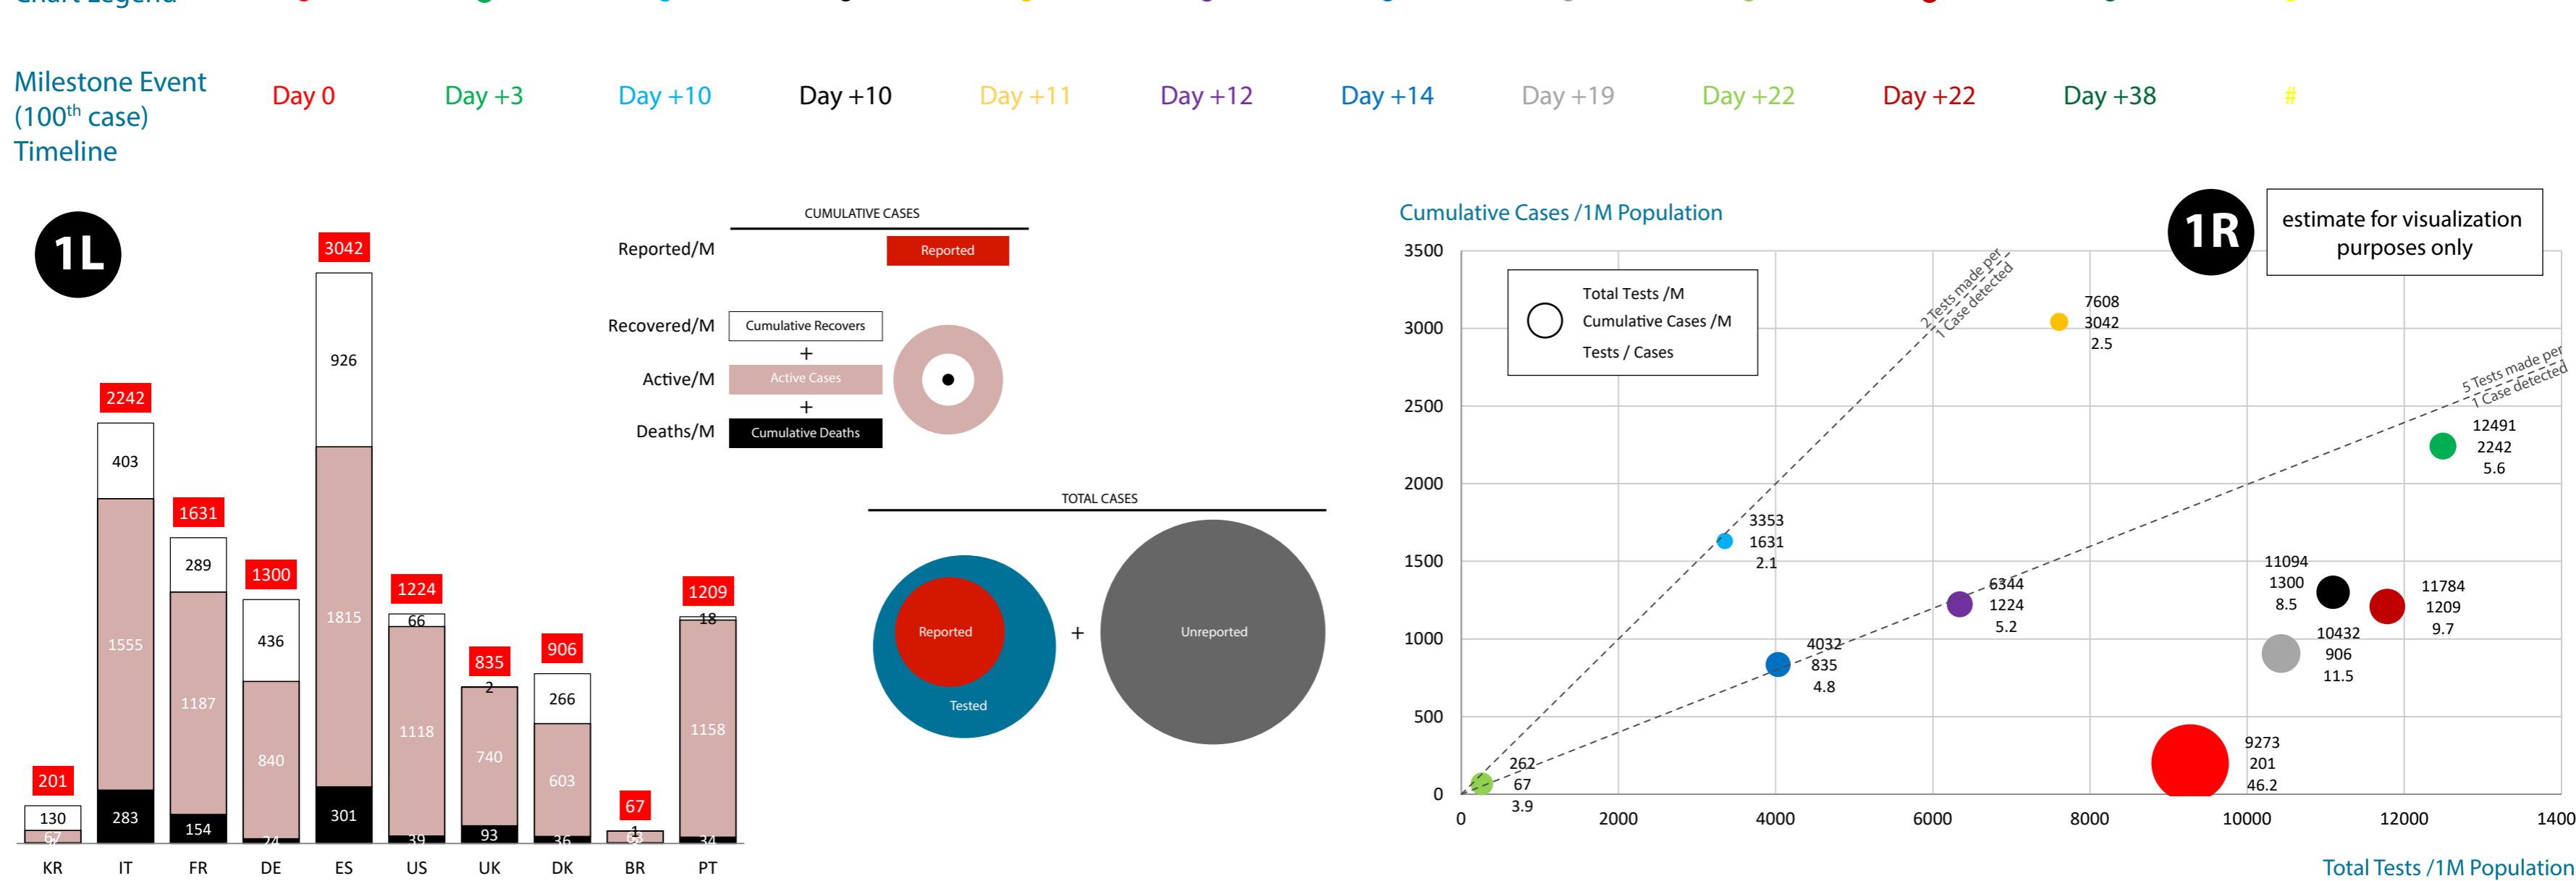 Chart Legend
Milestone Event
(100th case)
Timeline
Day 0
Day +3
Day +10
Day +10
Day +11
Day +12
Day +14
Day +19
Day +22
Day +22
Day +38
#
1L
201
130
67
KR
2242
403
1555
283
IT
1631
289
1187
154
FR
1300
436
840
24
DE
3042
926
1815
301
ES
1224
66
1118
39
US
835
2
740
93
UK
906
266
603
36
DK
67
1
BR
1209
18
1158
34
PT
CUMULATIVE CASES
Reported/M
Reported
Recovered/M
Cumulative Recovers
+
Active/M
Active Cases
+
Deaths/M
Cumulative Deaths
TOTAL CASES
Reported
Tested
+
Unreported
Cumulative Cases /1M Population
1R
estimate for visualization
purposes only
Total Tests /M
Cumulative Cases /M
Tests / Cases
2 Tests made per
1 Case detected
5 Tests made per
1 Case detected
3500
3000
2500
2000
1500
1000
500
0
7608
3042
2.5
12491
2242
5.6
3353
1631
2.1
6344
1224
5.2
4032
835
4.8
11094
1300
8.5
11784
1209
9.7
10432
906
11.5
9273
201
46.2
262
67
3.9
0
2000
4000
6000
8000
10000
12000
1400
Total Tests /1M Population